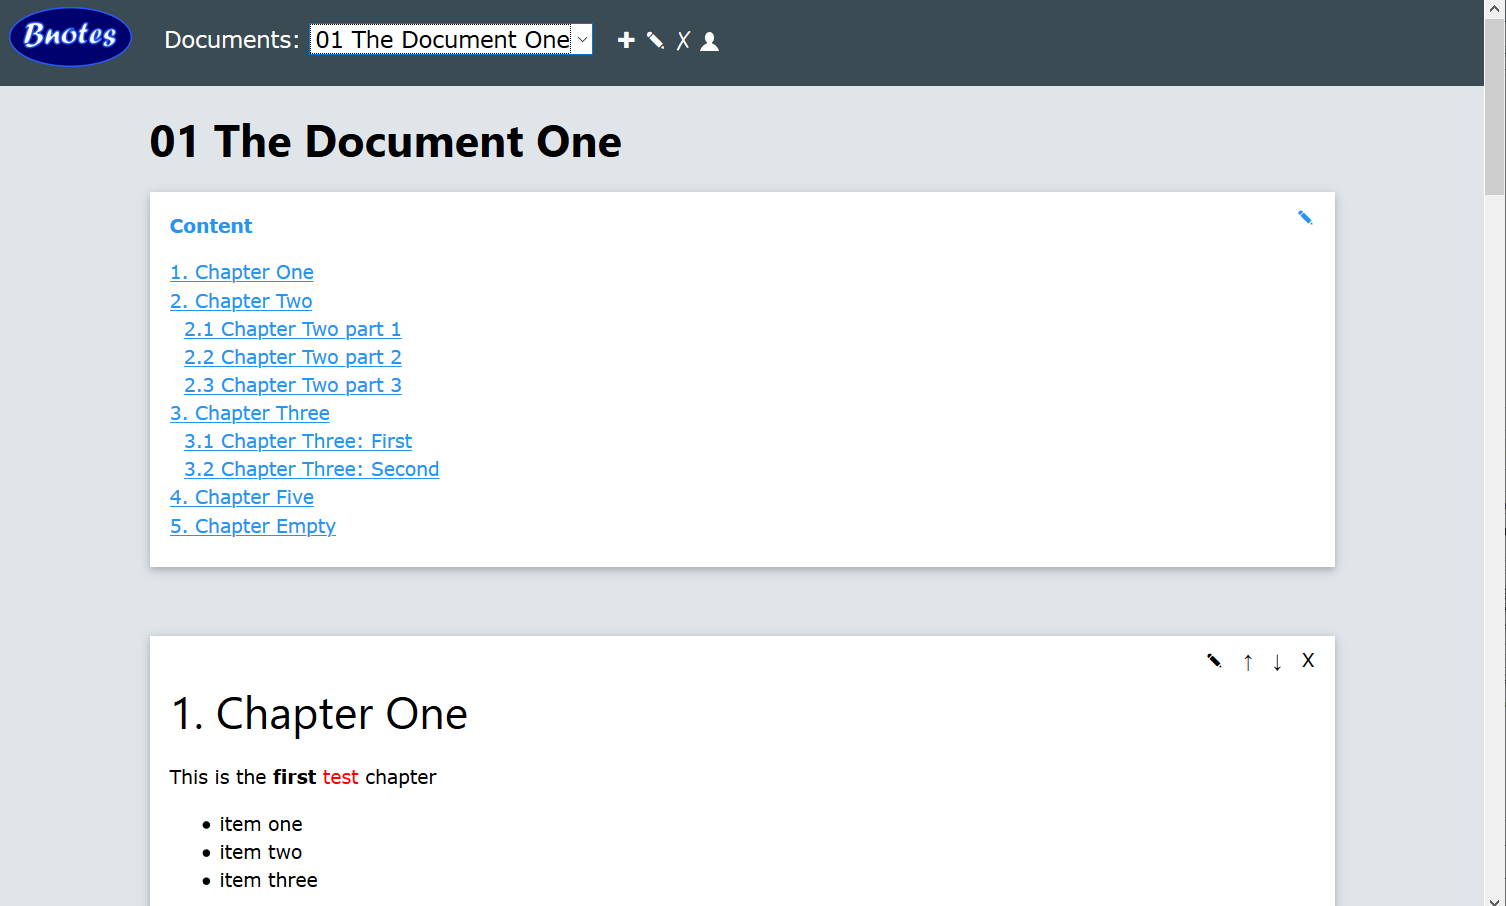 Bnotes Documents: 01 The Document One X
01 The Document One
Content
1. Chapter One
2. Chapter Two
2.1 Chapter Two part 1
2.2 Chapter Two part 2
2.3 Chapter Two part 3
3. Chapter Three
3.1 Chapter Three: First
3.2 Chapter Three: Second
4. Chapter Five
5. Chapter Empty
↑ ↓ X
1. Chapter One
This is the first test chapter
• item one
• item two
• item three